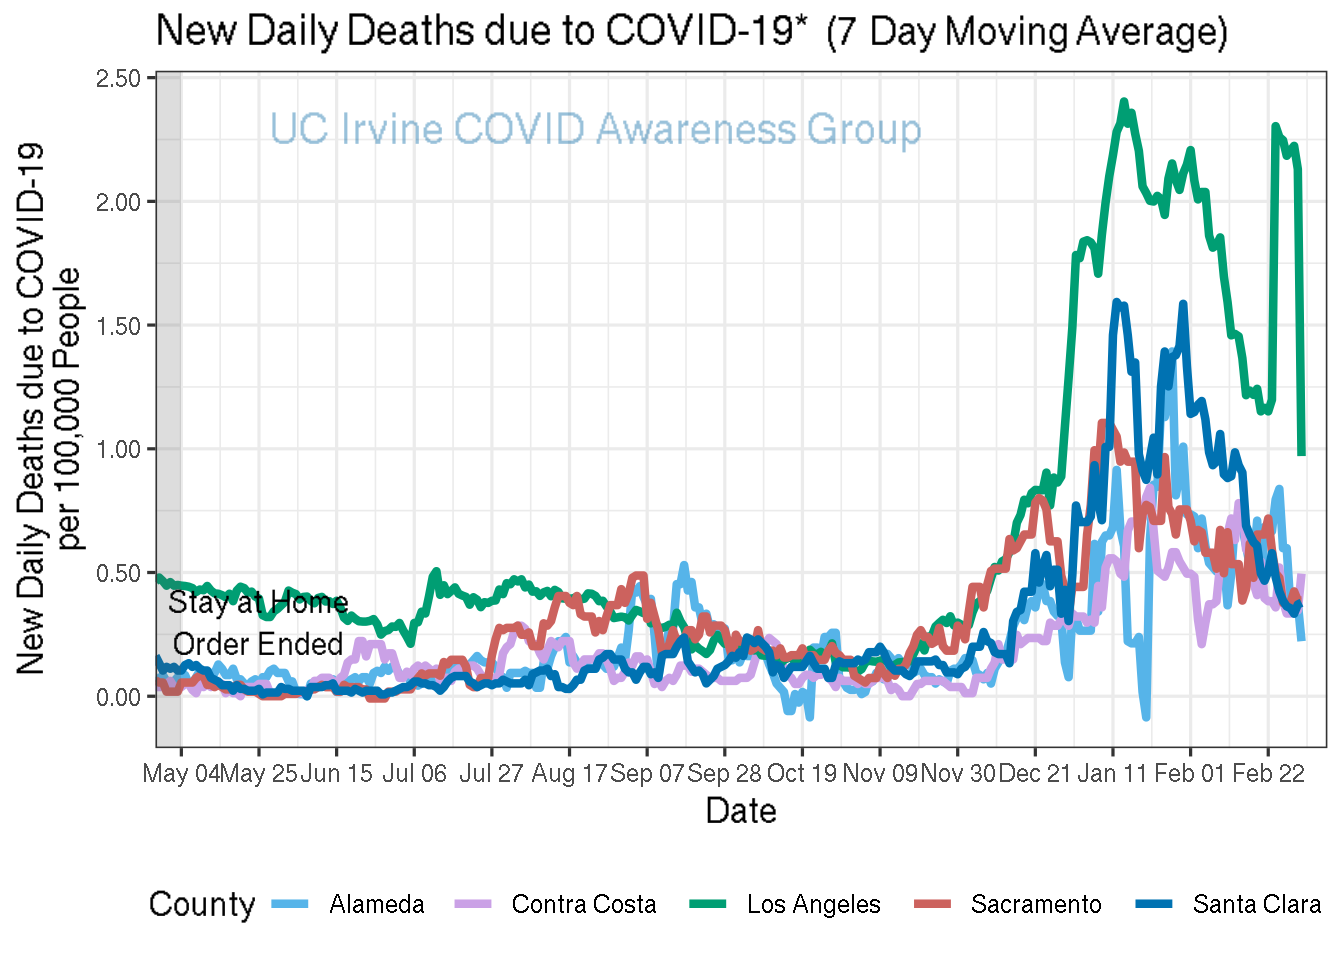 New Daily Deaths due to COVID-19* (7 Day Moving Average)
UC Irvine COVID Awareness Group
New Daily Deaths due to COVID-19
per 100,000 People
2.50
2.00
1.50
1.00
0.50
0.00
Stay at Home
Order Ended
May 04 May 25 Jun 15 Jul 06 Jul 27 Aug 17 Sep 07 Sep 28 Oct 19 Nov 09 Nov 30 Dec 21 Jan 11 Feb 01 Feb 22
Date
County Alameda Contra Costa Los Angeles Sacramento Santa Clara